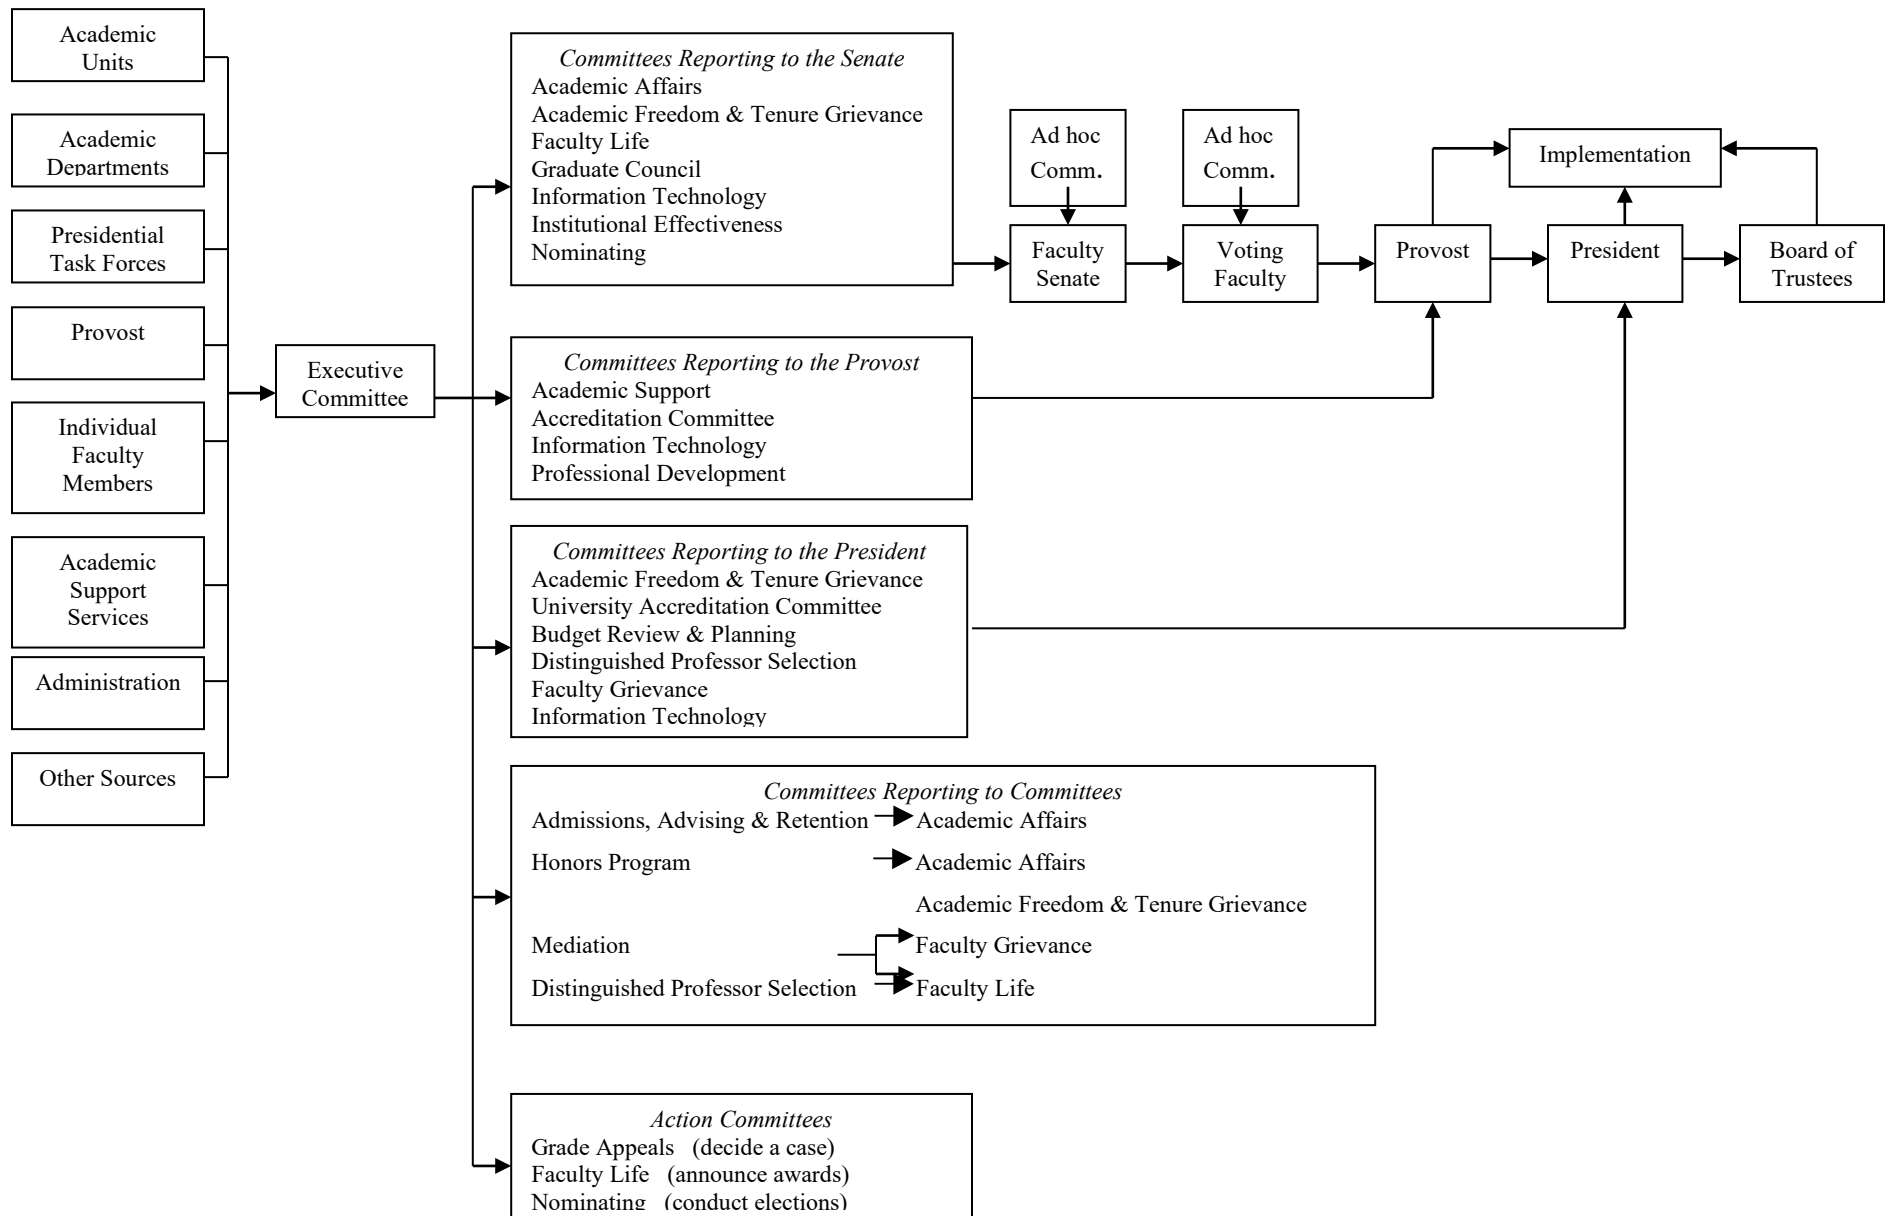 Academic
Units
Academic
Departments
Presidential
Task Forces
Provost
Individual
Faculty
Members
Academic
Support
Services
Administration
Other Sources
Executive
Committee
Committees Reporting to the Senate
Academic Affairs
Academic Freedom & Tenure Grievance
Faculty Life
Graduate Council
Information Technology
Institutional Effectiveness
Nominating
Ad hoc
Comm.
Ad hoc
Comm.
Faculty
Senate
Voting
Faculty
Provost
President
Board of
Trustees
Implementation
Committees Reporting to the Provost
Academic Support
Accreditation Committee
Information Technology
Professional Development
Committees Reporting to the President
Academic Freedom & Tenure Grievance
University Accreditation Committee
Budget Review & Planning
Distinguished Professor Selection
Faculty Grievance
Information Technology
Committees Reporting to Committees
Admissions, Advising & Retention Academic Affairs
Honors Program Academic Affairs
Academic Freedom & Tenure Grievance
Mediation Faculty Grievance
Distinguished Professor Selection Faculty Life
Action Committees
Grade Appeals (decide a case)
Faculty Life (announce awards)
Nominating (conduct elections)